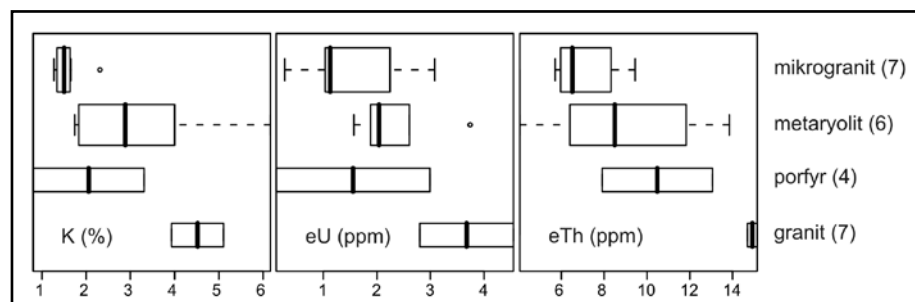 mikrogranit (7)
metaryolit (6)
porfyr (4)
granit (7)
K (%)
eU (ppm)
eTh (ppm)
1 2 3 4 5 6
1 2 3 4
6 8 10 12 14